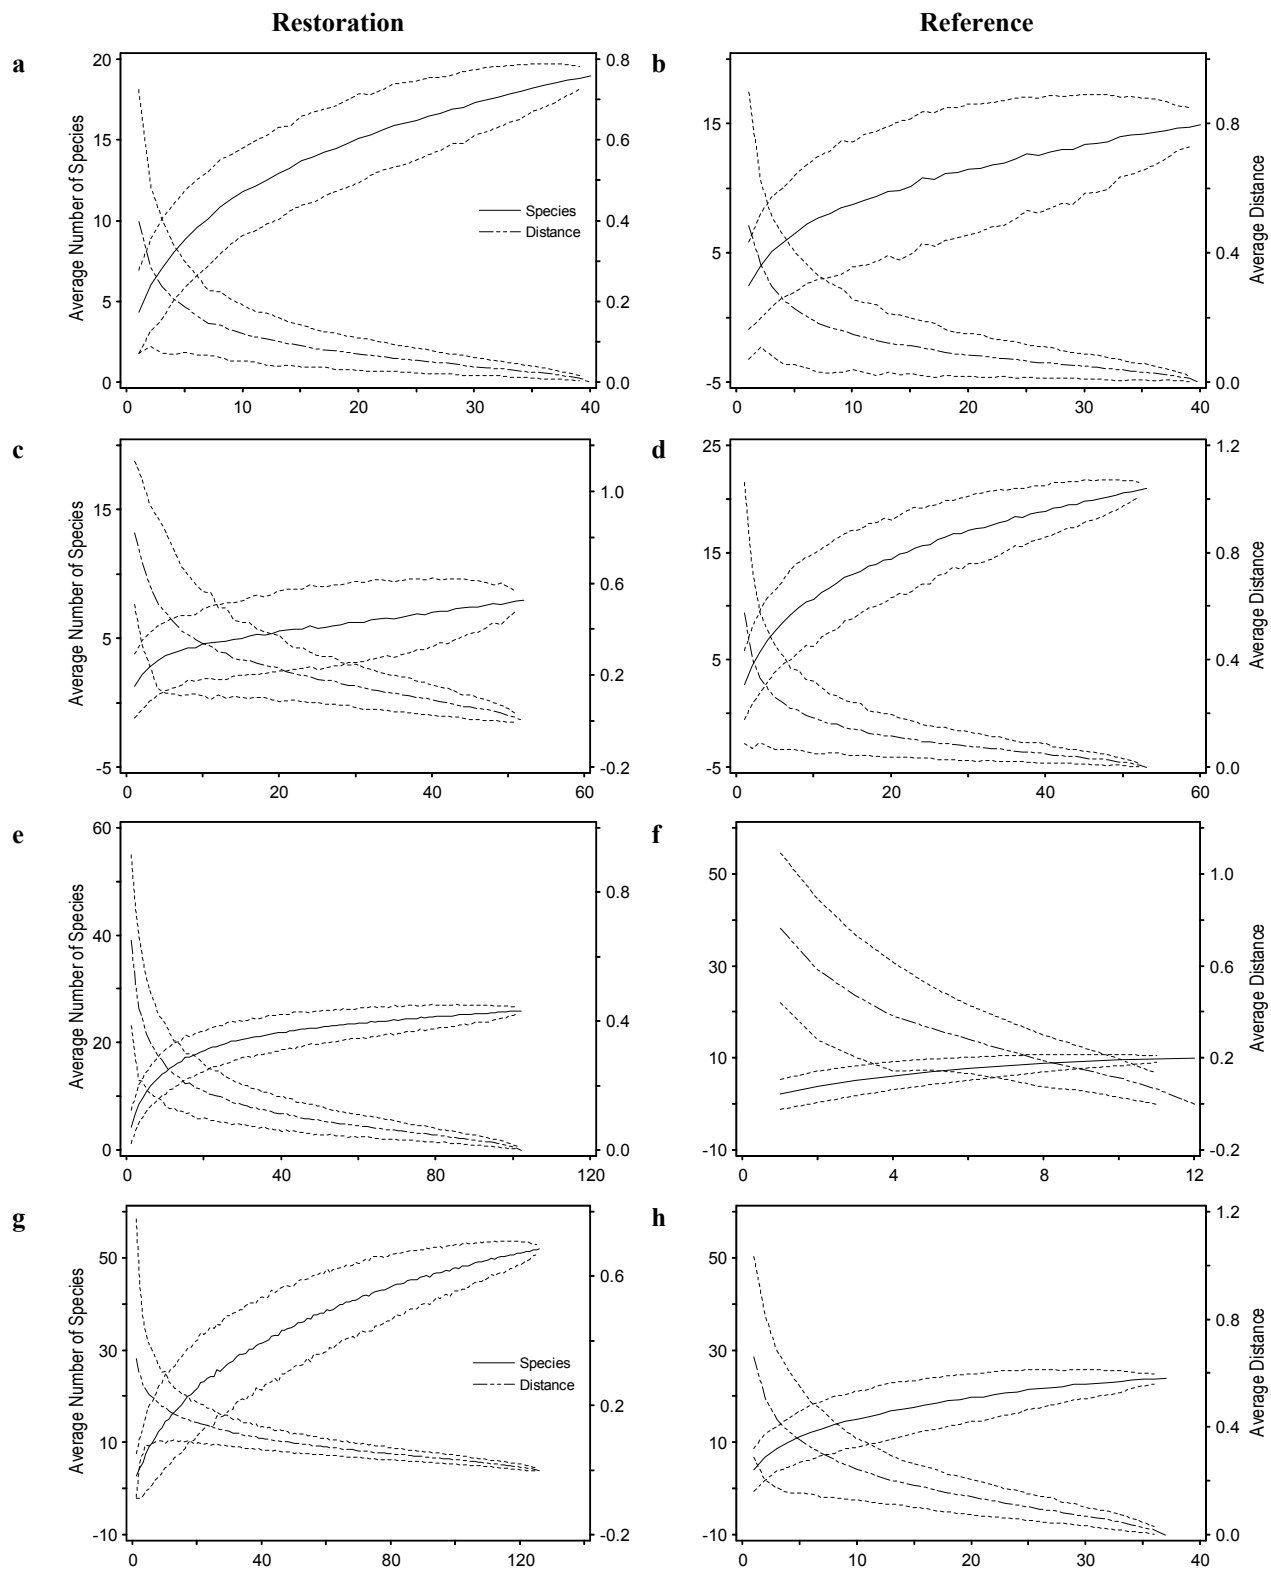 Restoration Reference
a
20
15
10
5
0
Average Number of Species
0.8
0.6
0.4
0.2
0.0
Species
Distance
0 10 20 30 40
b
15
5
-5
0.8
0.4
0.0
Average Distance
0 10 20 30 40
c
15
5
-5
Average Number of Species
1.0
0.6
0.2
-0.2
0 20 40 60
d
25
15
5
-5
1.2
0.8
0.4
0.0
Average Distance
0 20 40 60
e
60
40
20
0
Average Number of Species
0.8
0.4
0.0
0 40 80 120
f
50
30
10
-10
1.0
0.6
0.2
-0.2
Average Distance
0 4 8 12
g
50
30
10
-10
Average Number of Species
0.6
0.2
-0.2
Species
Distance
0 40 80 120
h
50
30
10
-10
1.2
0.8
0.4
0.0
Average Distance
0 10 20 30 40